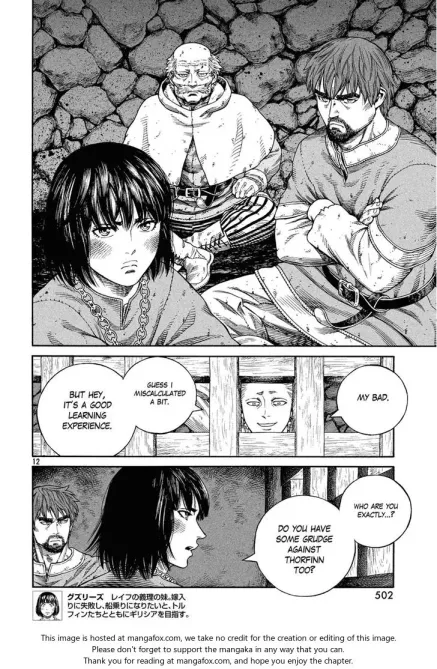 BUT HEY,
IT'S A GOOD
LEARNING
EXPERIENCE.
GUESS I
MISCALCULATED
A BIT.
MY BAD.
12
WHO ARE YOU
EXACTLY...?
DO YOU HAVE
SOME GRUDGE
AGAINST
THORFINN
TOO?
502
グズリーズ レイフの義理の妹。嫁入
りに失敗し、船乗りになりたいと、トル
フィンたちとともにギリシアを目指す。
This image is hosted at mangafox.com, we take no credit for the creation or editing of this image.
Please don't forget to support the mangaka in any way that you can.
Thank you for reading at mangafox.com, and hope you enjoy the chapter.